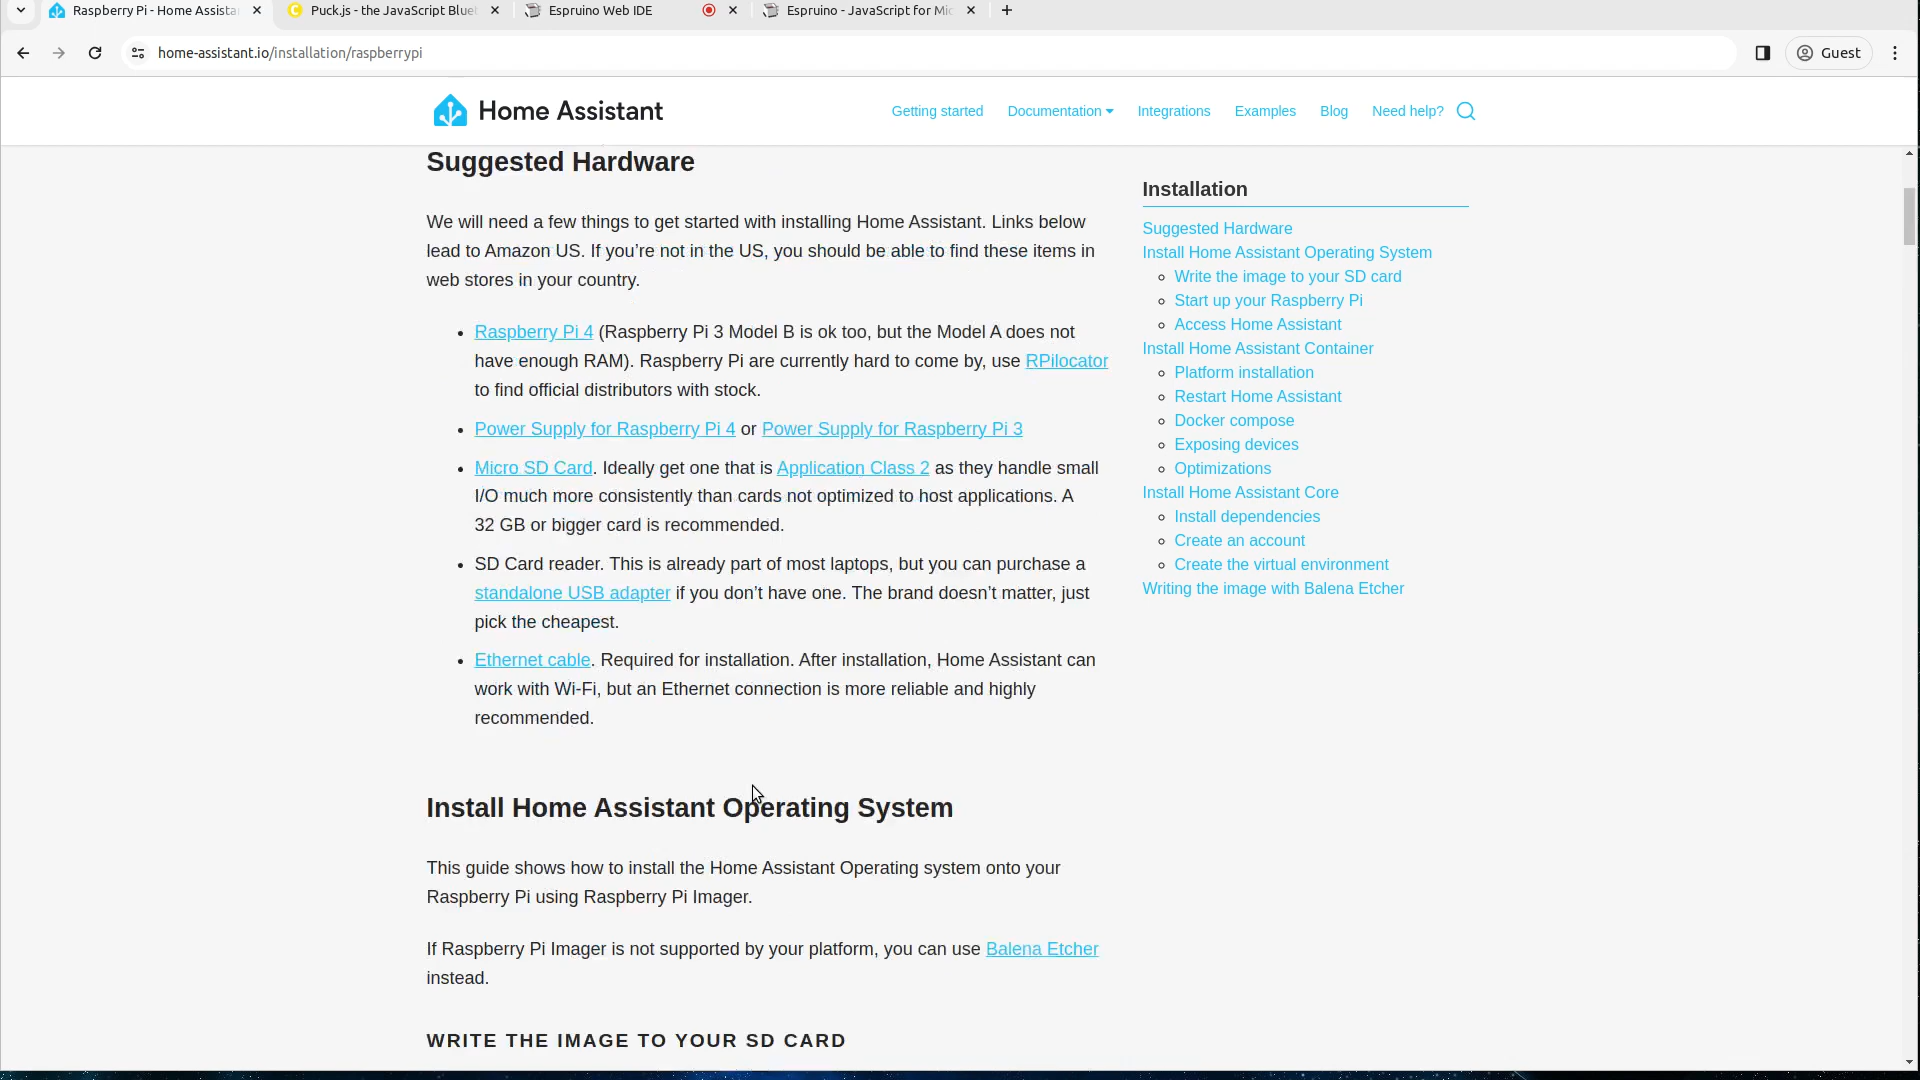 Raspberry Pi - Home Assista
Puck.js - the JavaScript Blue
Espruino Web IDE
Espruino - JavaScript for Mic
home-assistant.io/installation/raspberrypi
Guest
Home Assistant
Getting started
Documentation
Integrations
Examples
Blog
Need help?
Suggested Hardware
We will need a few things to get started with installing Home Assistant. Links below
lead to Amazon US. If you’re not in the US, you should be able to find these items in
web stores in your country.
Raspberry Pi 4 (Raspberry Pi 3 Model B is ok too, but the Model A does not
have enough RAM). Raspberry Pi are currently hard to come by, use RPilocator
to find official distributors with stock.
Power Supply for Raspberry Pi 4 or Power Supply for Raspberry Pi 3
Micro SD Card. Ideally get one that is Application Class 2 as they handle small
I/O much more consistently than cards not optimized to host applications. A
32 GB or bigger card is recommended.
SD Card reader. This is already part of most laptops, but you can purchase a
standalone USB adapter if you don’t have one. The brand doesn’t matter, just
pick the cheapest.
Ethernet cable. Required for installation. After installation, Home Assistant can
work with Wi-Fi, but an Ethernet connection is more reliable and highly
recommended.
Install Home Assistant Operating System
This guide shows how to install the Home Assistant Operating system onto your
Raspberry Pi using Raspberry Pi Imager.
If Raspberry Pi Imager is not supported by your platform, you can use Balena Etcher
instead.
WRITE THE IMAGE TO YOUR SD CARD
Installation
Suggested Hardware
Install Home Assistant Operating System
Write the image to your SD card
Start up your Raspberry Pi
Access Home Assistant
Install Home Assistant Container
Platform installation
Restart Home Assistant
Docker compose
Exposing devices
Optimizations
Install Home Assistant Core
Install dependencies
Create an account
Create the virtual environment
Writing the image with Balena Etcher